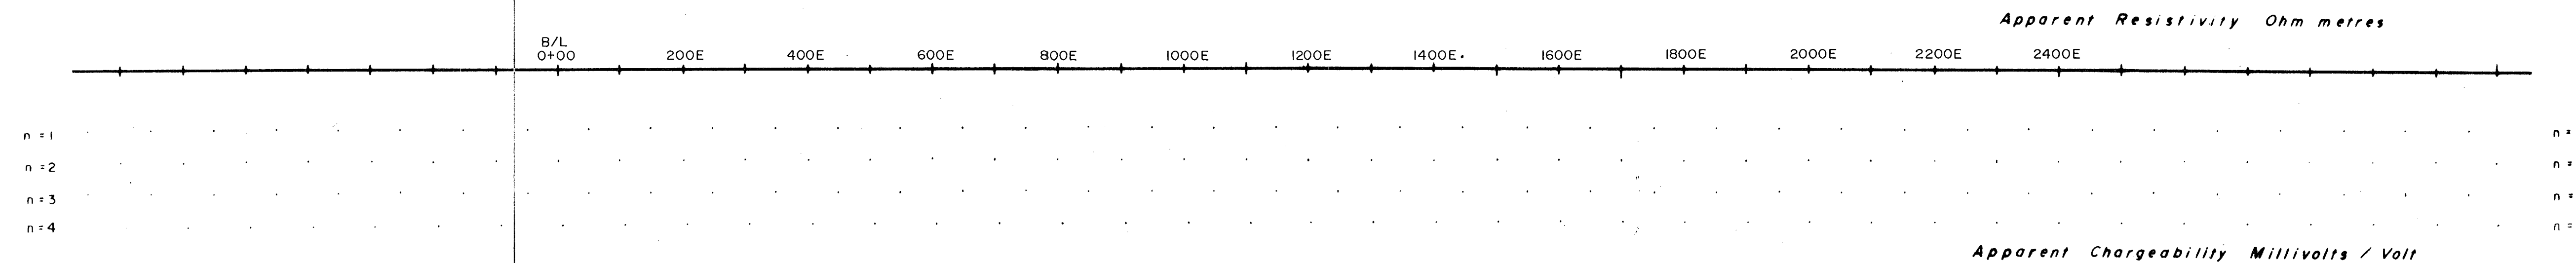 Apparent Resistivity Ohm metres
B/L
0+00 200E 400E 600E 800E 1000E 1200E 1400E 1600E 1800E 2000E 2200E 2400E
n = 1 n =
n = 2 n =
n = 3 n =
n = 4 n =
Apparent Chargeability Millivolts / Volt